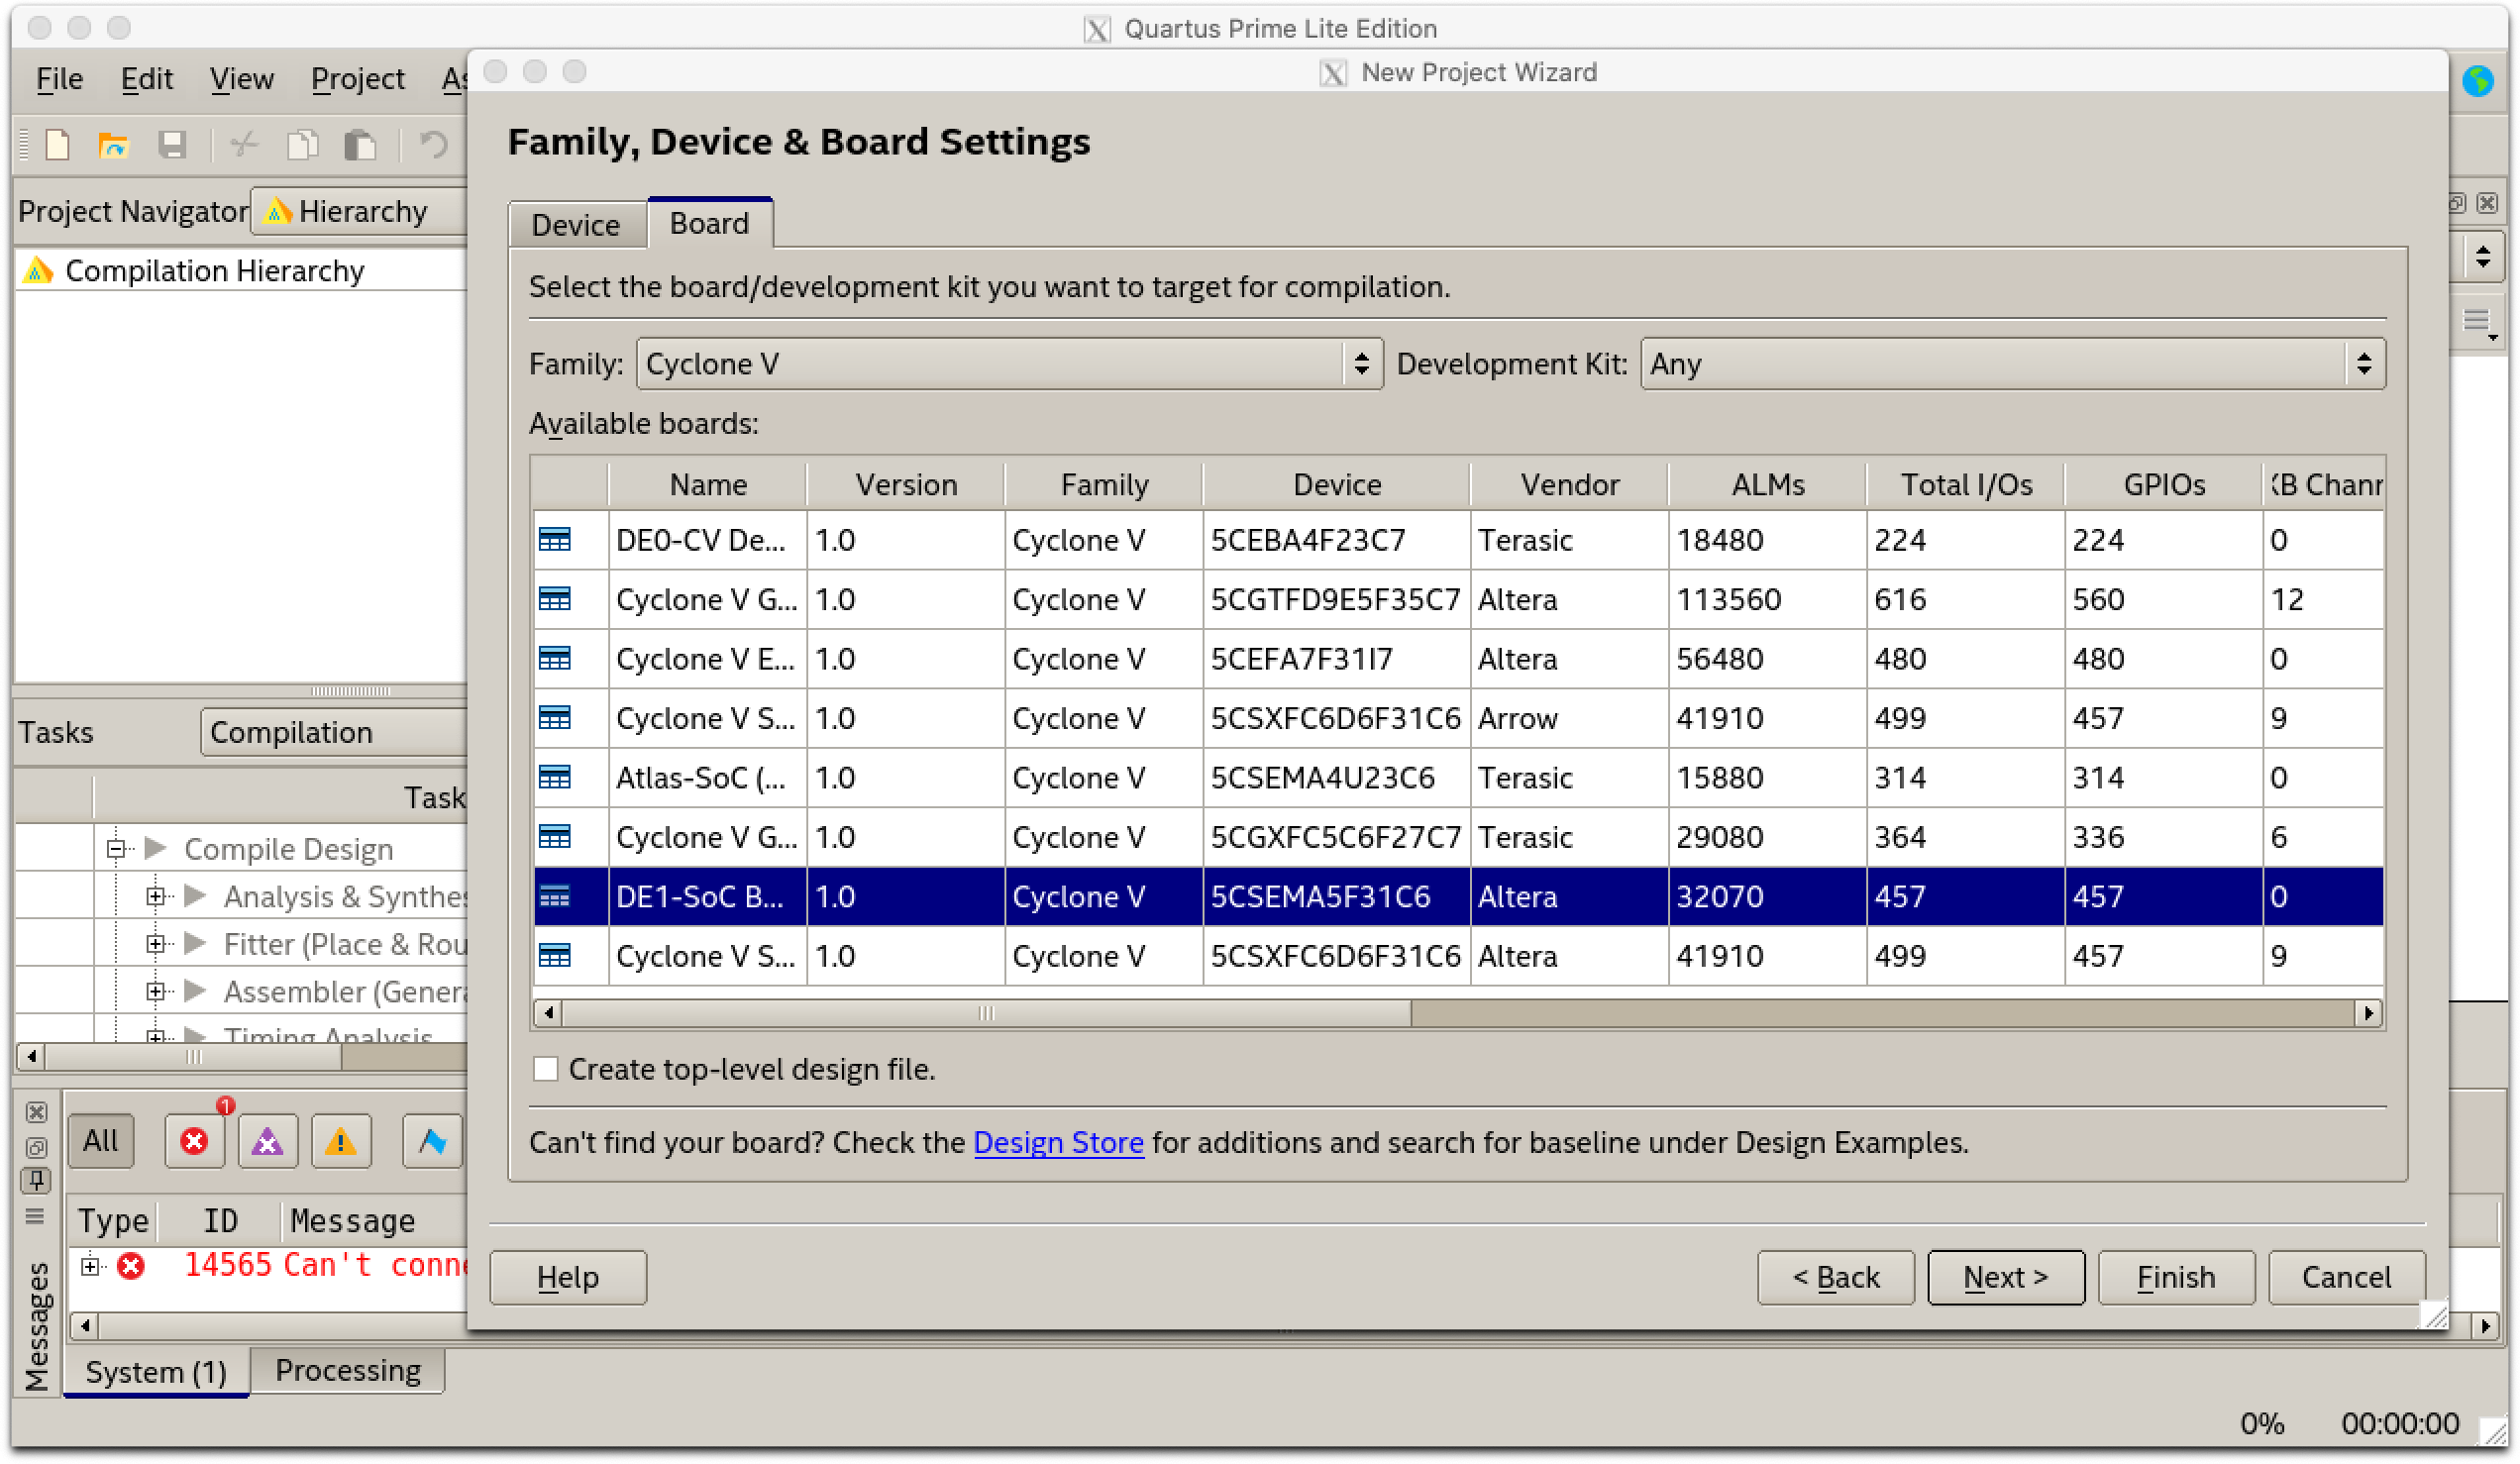 Quartus Prime Lite Edition
File Edit View Project
New Project Wizard
Family, Device & Board Settings
Project Navigator Hierarchy
Compilation Hierarchy
Device Board
Select the board/development kit you want to target for compilation.
Family: Cyclone V Development Kit: Any
Available boards:
Name Version Family Device Vendor ALMs Total I/Os GPIOs
DE0-CV De... 1.0 Cyclone V 5CEBA4F23C7 Terasic 18480 224 224 0
Cyclone V G... 1.0 Cyclone V 5CGTFD9E5F35C7 Altera 113560 616 560 12
Cyclone V E... 1.0 Cyclone V 5CEFA7F31I7 Altera 56480 480 480 0
Cyclone V S... 1.0 Cyclone V 5CSXFC6D6F31C6 Arrow 41910 499 457 9
Atlas-SoC (... 1.0 Cyclone V 5CSEMA4U23C6 Terasic 15880 314 314 0
Cyclone V G... 1.0 Cyclone V 5CGXFC5C6F27C7 Terasic 29080 364 336 6
DE1-SoC B... 1.0 Cyclone V 5CSEMA5F31C6 Altera 32070 457 457 0
Cyclone V S... 1.0 Cyclone V 5CSXFC6D6F31C6 Altera 41910 499 457 9
Create top-level design file.
Can't find your board? Check the Design Store for additions and search for baseline under Design Examples.
Help < Back Next > Finish Cancel
Tasks Compilation
Task
Compile Design
Analysis & Synthes
Fitter (Place & Rou
Assembler (Genera
Timing Analysis
All 1
Type ID Message
14565 Can't conne
Messages
System (1) Processing
0% 00:00:00